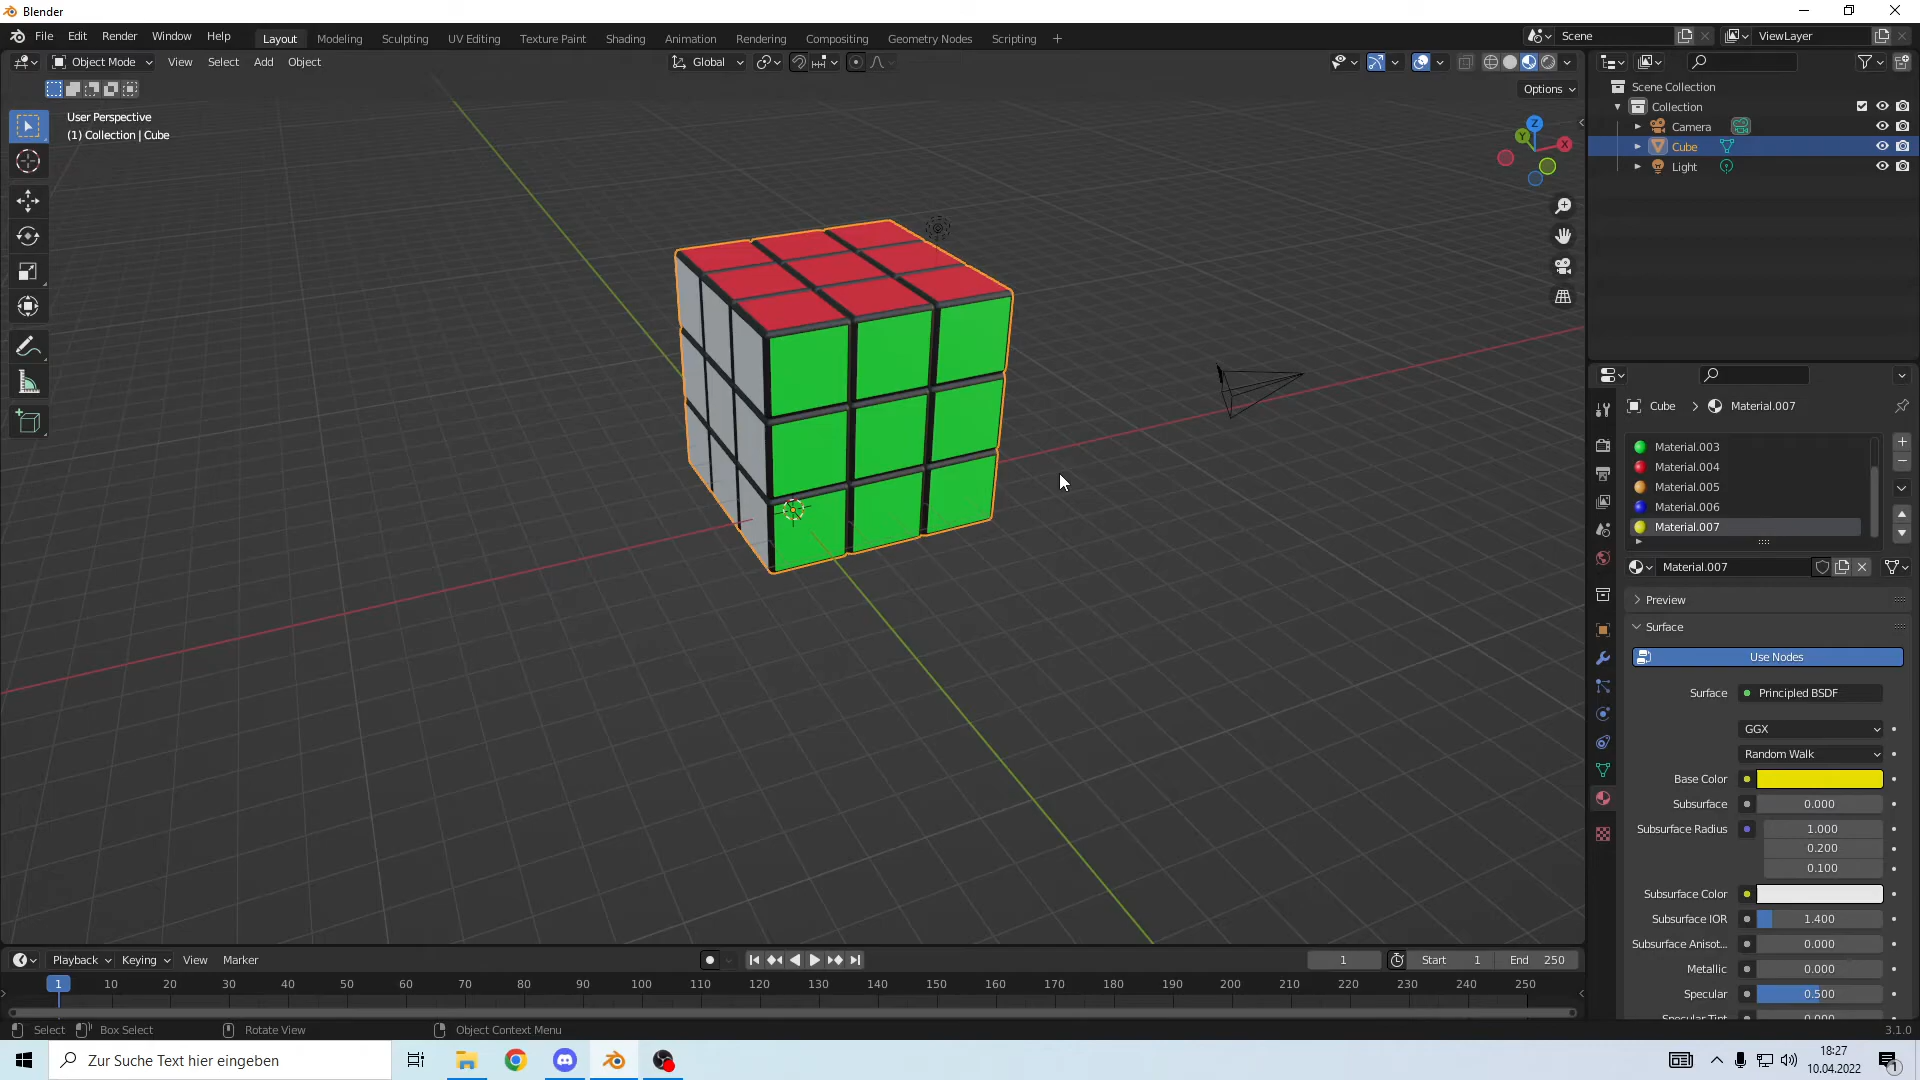 Blender
File Edit Render Window Help
Layout Modeling Sculpting UV Editing Texture Paint Shading Animation Rendering Compositing Geometry Nodes Scripting +
Scene
ViewLayer
Object Mode View Select Add Object
Global
Options
User Perspective
(1) Collection | Cube
Z
Y
X
Scene Collection
Collection
Camera
Cube
Light
Cube > Material.007
Material.003
Material.004
Material.005
Material.006
Material.007
Material.007
Preview
Surface
Use Nodes
Surface Principled BSDF
GGX
Random Walk
Base Color
Subsurface 0.000
Subsurface Radius 1.000
0.200
0.100
Subsurface Color
Subsurface IOR 1.400
Subsurface Anisot... 0.000
Metallic 0.000
Specular 0.500
Specular Tint 0.000
Playback Keying View Marker
1 Start 1 End 250
1 10 20 30 40 50 60 70 80 90 100 110 120 130 140 150 160 170 180 190 200 210 220 230 240 250
Select Box Select Rotate View Object Context Menu
3.1.0
Zur Suche Text hier eingeben
18:27
10.04.2022
1